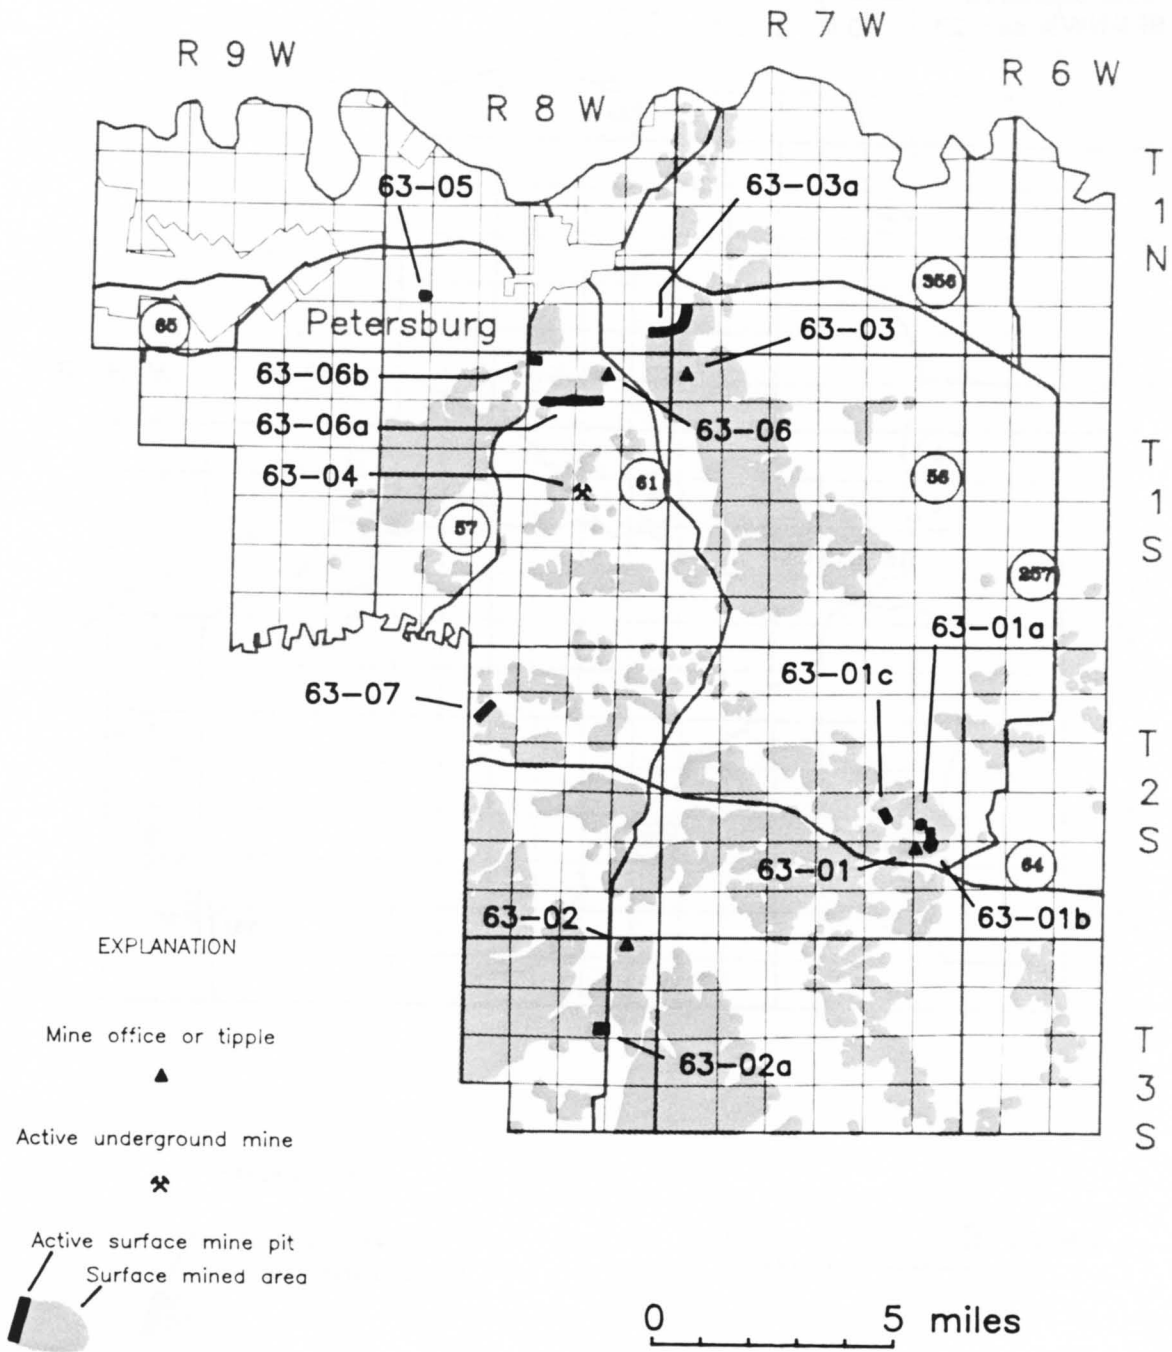 R 9 W
R 8 W
R 7 W
R 6 W
T
1
N
63-05
63-03a
356
65
Petersburg
63-03
63-06b
63-06a
63-06
63-04
61
56
57
T
1
S
257
63-01a
63-01c
63-07
T
2
S
63-01
64
63-01b
63-02
63-02a
T
3
S
EXPLANATION
Mine office or tipple
Active underground mine
Active surface mine pit
Surface mined area
0 5 miles